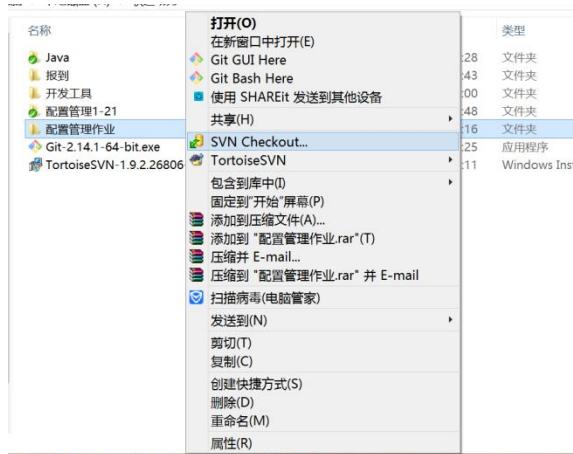 名称
类型
Java
报到
开发工具
配置管理1-21
配置管理作业
Git-2.14.1-64-bit.exe
TortoiseSVN-1.9.2.26806
打开(O)
在新窗口中打开(E)
Git GUI Here
Git Bash Here
使用 SHAREit 发送到其他设备
共享(H)
SVN Checkout...
TortoiseSVN
包含到库中(I)
固定到"开始"屏幕(P)
添加到压缩文件(A)...
添加到 "配置管理作业.rar"(T)
压缩并 E-mail...
压缩到 "配置管理作业.rar" 并 E-mail
扫描病毒(电脑管家)
发送到(N)
剪切(T)
复制(C)
创建快捷方式(S)
删除(D)
重命名(M)
属性(R)
:28 文件夹
:43 文件夹
:00 文件夹
:48 文件夹
:16 文件夹
:25 应用程序
:11 Windows Ins